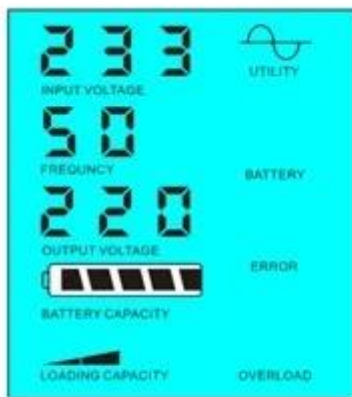 233
INPUT VOLTAGE
UTILITY
50
FREQUNCY
BATTERY
220
OUTPUT VOLTAGE
ERROR
BATTERY CAPACITY
LOADING CAPACITY
OVERLOAD